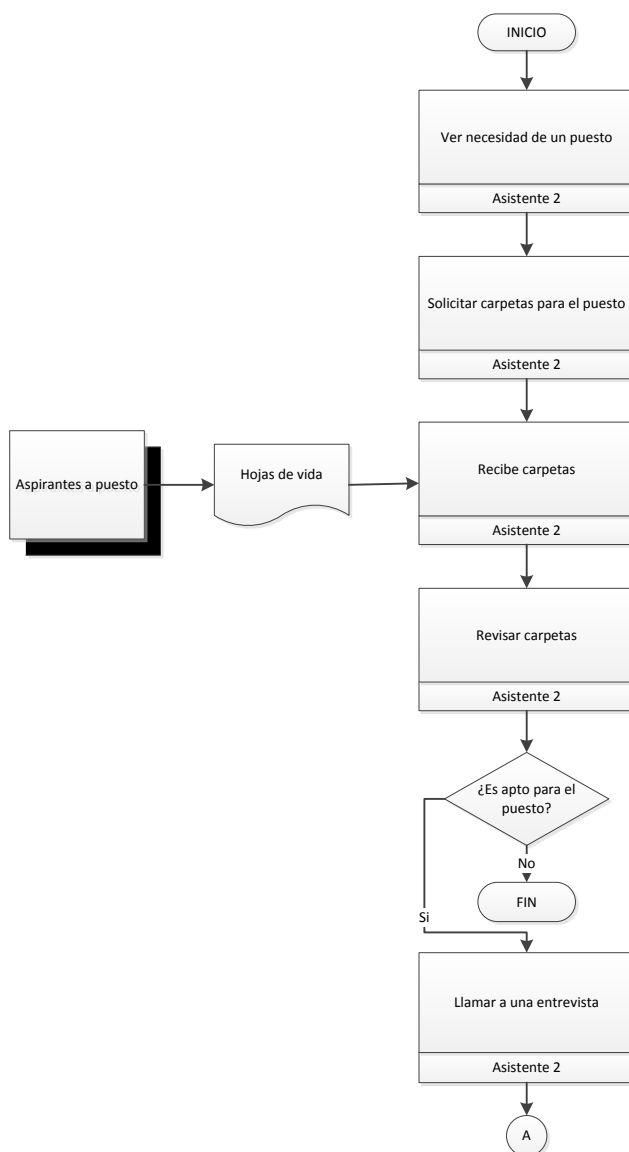 INICIO
Ver necesidad de un puesto
Asistente 2
Solicitar carpetas para el puesto
Asistente 2
Aspirantes a puesto
Hojas de vida
Recibe carpetas
Asistente 2
Revisar carpetas
Asistente 2
¿Es apto para el
puesto?
No
FIN
Si
Llamar a una entrevista
Asistente 2
A